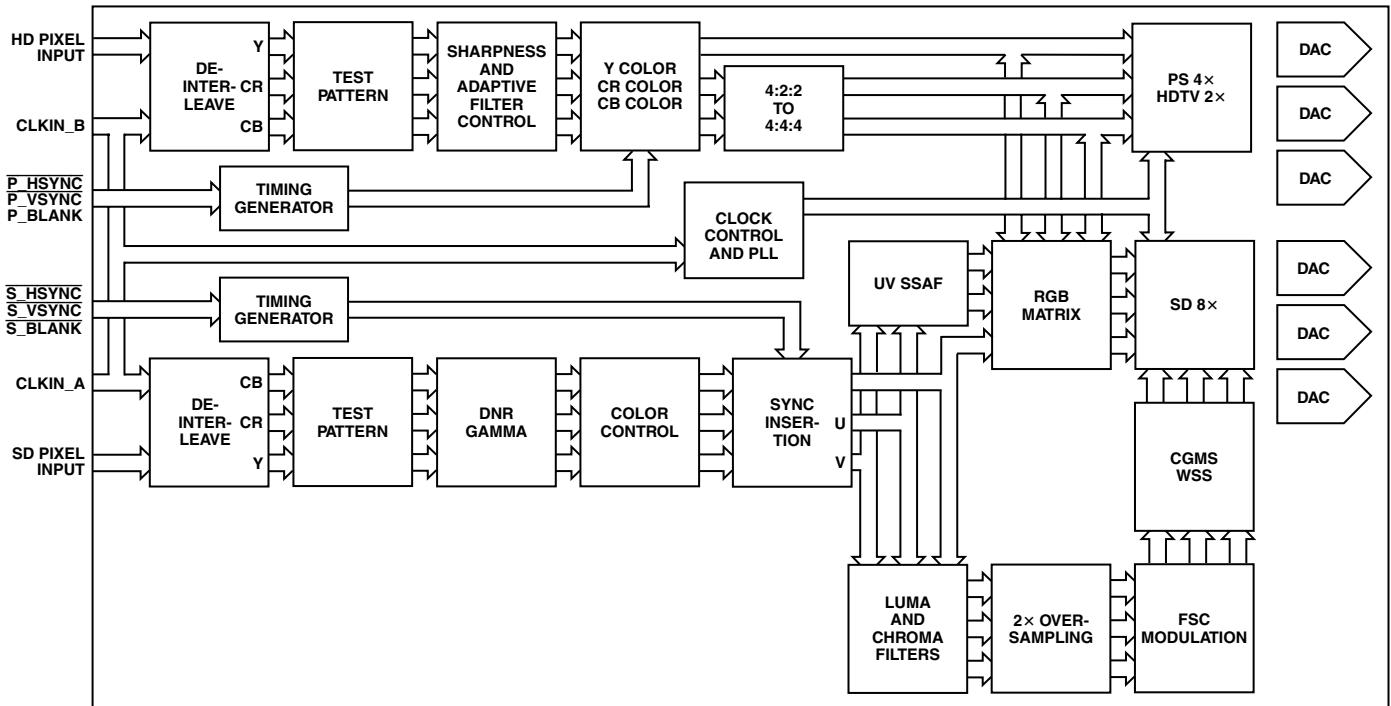 HD PIXEL
INPUT
CLKIN_B
P_HSYNC
P_VSYNC
P_BLANK
S_HSYNC
S_VSYNC
S_BLANK
CLKIN_A
SD PIXEL
INPUT
DE-
INTER-
LEAVE
Y
CR
CB
TEST
PATTERN
SHARPNESS
AND
ADAPTIVE
FILTER
CONTROL
Y COLOR
CR COLOR
CB COLOR
4:2:2
TO
4:4:4
PS 4×
HDTV 2×
DAC
DAC
DAC
TIMING
GENERATOR
CLOCK
CONTROL
AND PLL
TIMING
GENERATOR
UV SSAF
RGB
MATRIX
SD 8×
DAC
DAC
DAC
DE-
INTER-
LEAVE
CB
CR
Y
TEST
PATTERN
DNR
GAMMA
COLOR
CONTROL
SYNC
INSER-
TION
U
V
CGMS
WSS
LUMA
AND
CHROMA
FILTERS
2× OVER-
SAMPLING
FSC
MODULATION